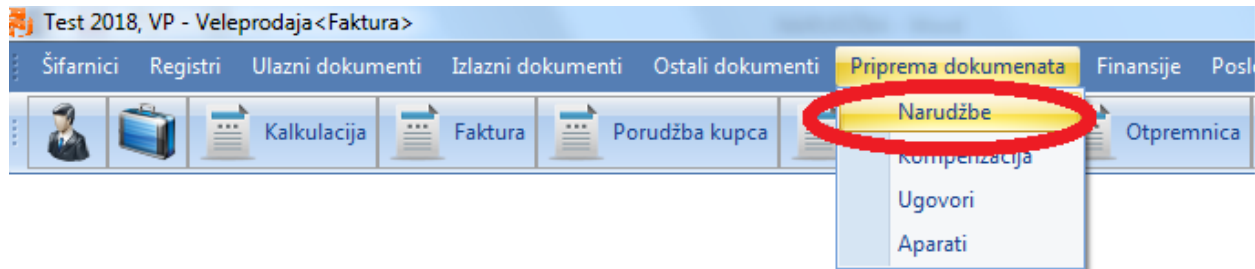 Test 2018, VP - Veleprodaja<Faktura>
Šifarnici Registri Ulazni dokumenti Izlazni dokumenti Ostali dokumenti Priprema dokumenata Finansije
Kalkulacija Faktura Porudžba kupca Otpremnica
Narudžbe
Kompenzacija
Ugovori
Aparati